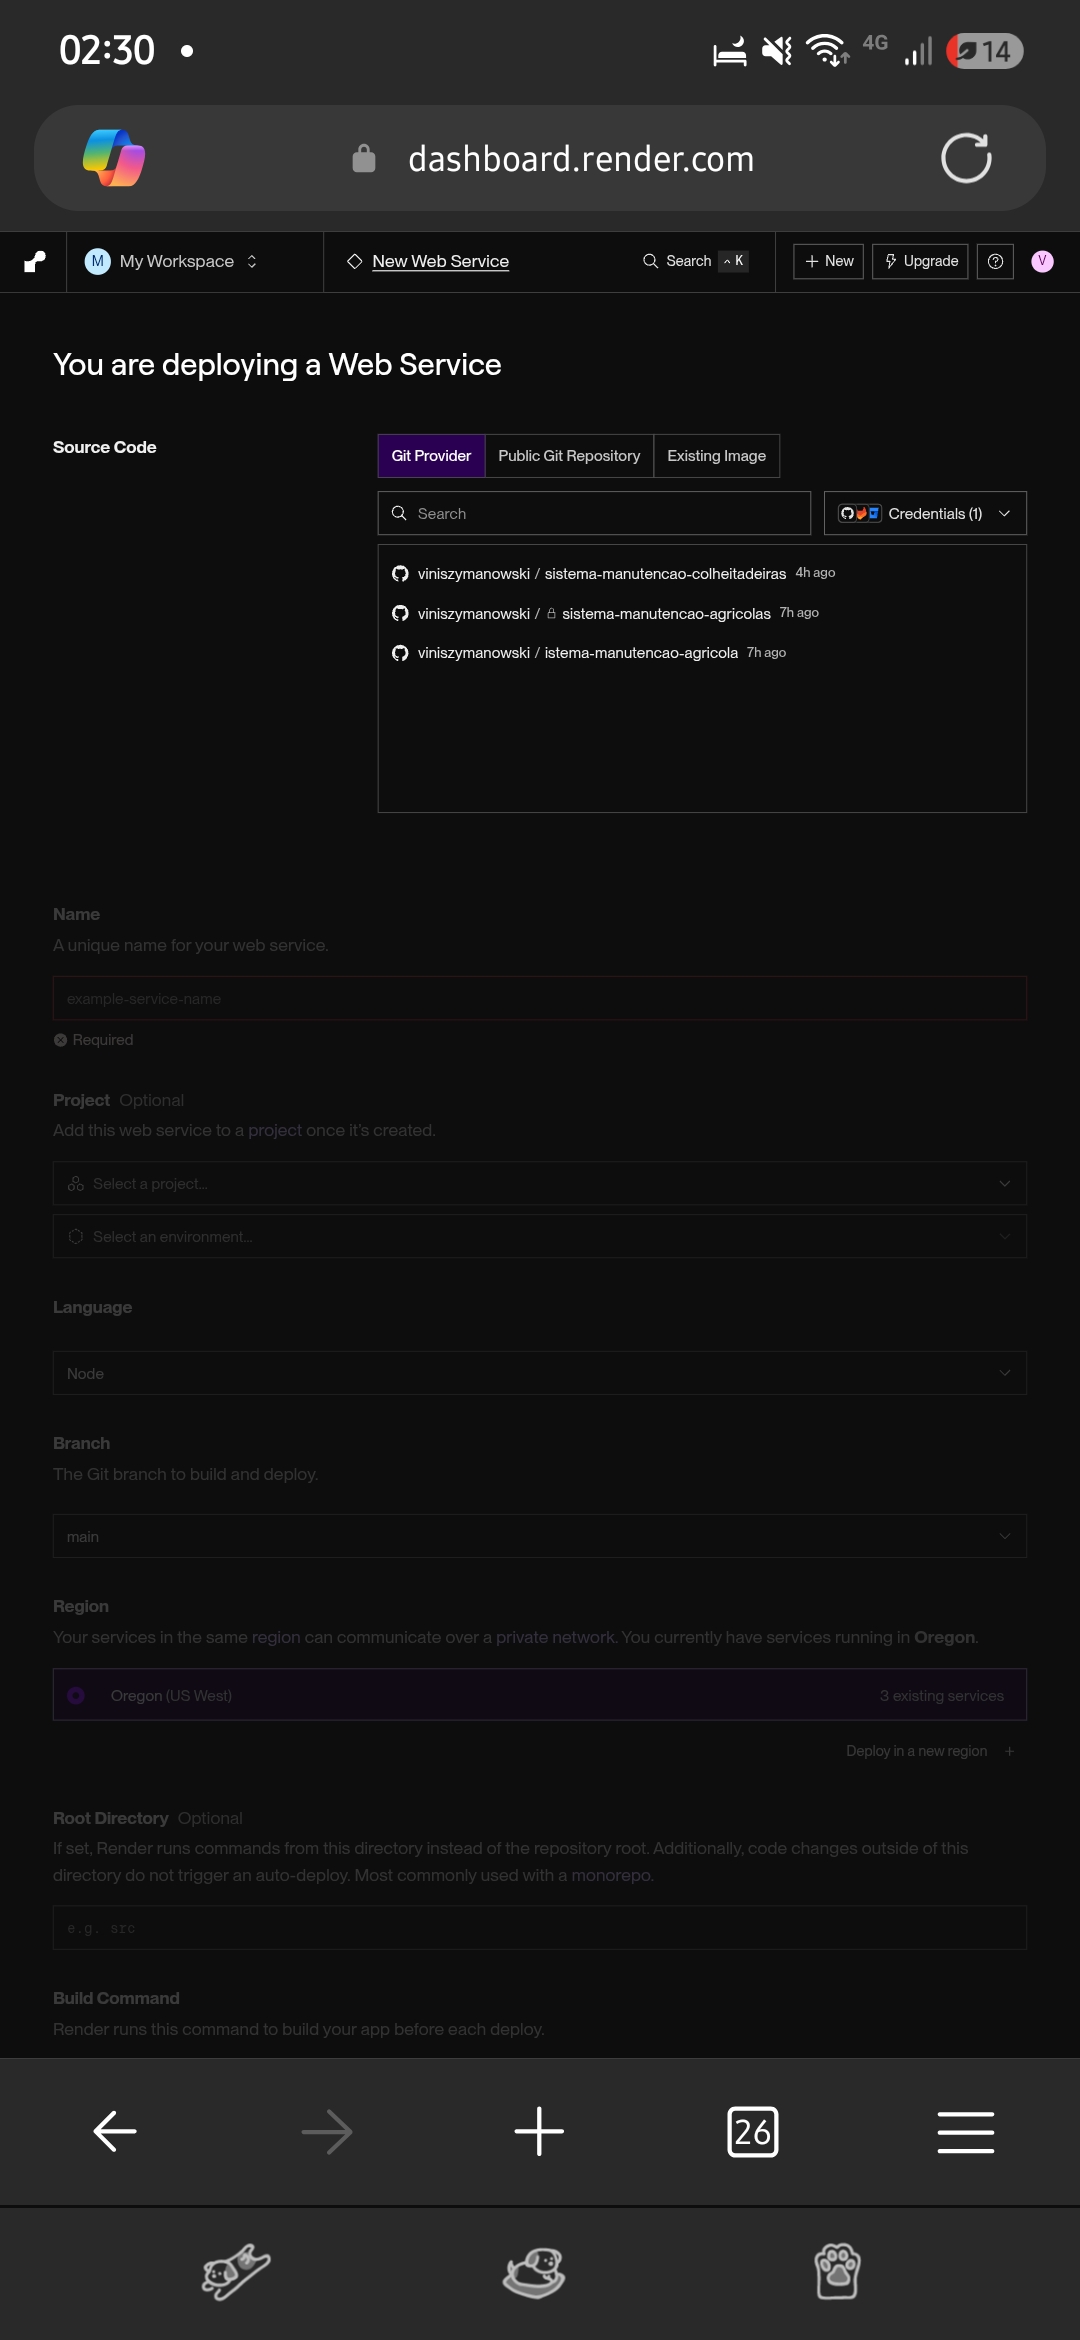 02:30
4G
14
dashboard.render.com
M My Workspace
New Web Service
Search ^ K
+ New
Upgrade
V
You are deploying a Web Service
Source Code
Git Provider
Public Git Repository
Existing Image
Search
Credentials (1)
viniszymanowski / sistema-manutencao-colheitadeiras 4h ago
viniszymanowski / sistema-manutencao-agricolas 7h ago
viniszymanowski / istema-manutencao-agricola 7h ago
Name
A unique name for your web service.
example-service-name
Required
Project Optional
Add this web service to a project once it's created.
Select a project...
Select an environment...
Language
Node
Branch
The Git branch to build and deploy.
main
Region
Your services in the same region can communicate over a private network. You currently have services running in Oregon.
Oregon (US West) 3 existing services
Deploy in a new region +
Root Directory Optional
If set, Render runs commands from this directory instead of the repository root. Additionally, code changes outside of this
directory do not trigger an auto-deploy. Most commonly used with a monorepo.
e.g. src
Build Command
Render runs this command to build your app before each deploy.
26